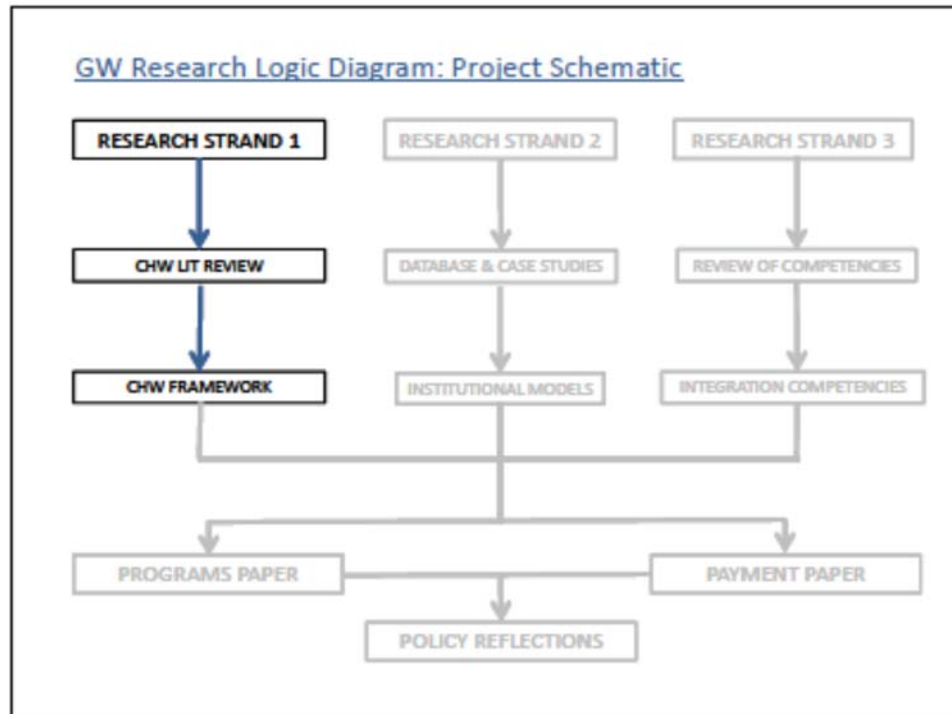 GW Research Logic Diagram: Project Schematic
RESEARCH STRAND 1
RESEARCH STRAND 2
RESEARCH STRAND 3
CHW LIT REVIEW
DATABASE & CASE STUDIES
REVIEW OF COMPETENCIES
CHW FRAMEWORK
INSTITUTIONAL MODELS
INTEGRATION COMPETENCIES
PROGRAMS PAPER
PAYMENT PAPER
POLICY REFLECTIONS